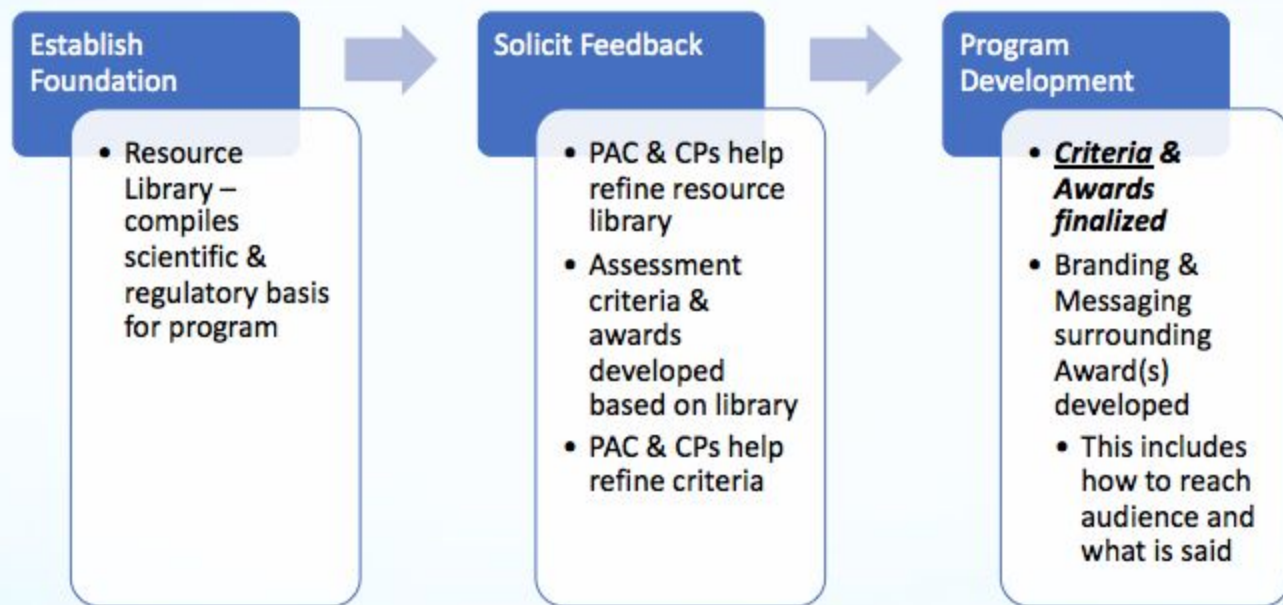 Establish
Foundation
• Resource
Library –
compiles
scientific &
regulatory basis
for program
Solicit Feedback
• PAC & CPs help
refine resource
library
• Assessment
criteria &
awards
developed
based on library
• PAC & CPs help
refine criteria
Program
Development
• Criteria &
Awards
finalized
• Branding &
Messaging
surrounding
Award(s)
developed
• This includes
how to reach
audience and
what is said